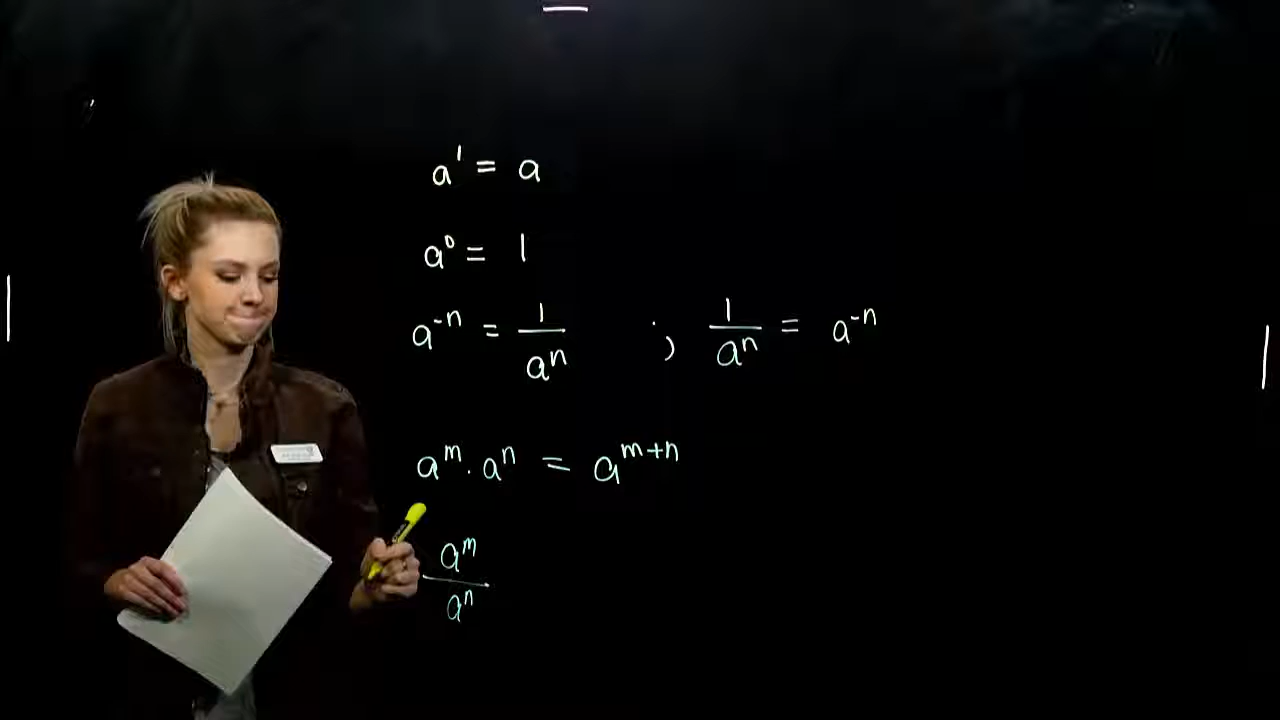 a¹ = a
a⁰ = 1
a⁻ⁿ = 1/aⁿ ; 1/aⁿ = a⁻ⁿ
aᵐ · aⁿ = aᵐ⁺ⁿ
aᵐ/aⁿ